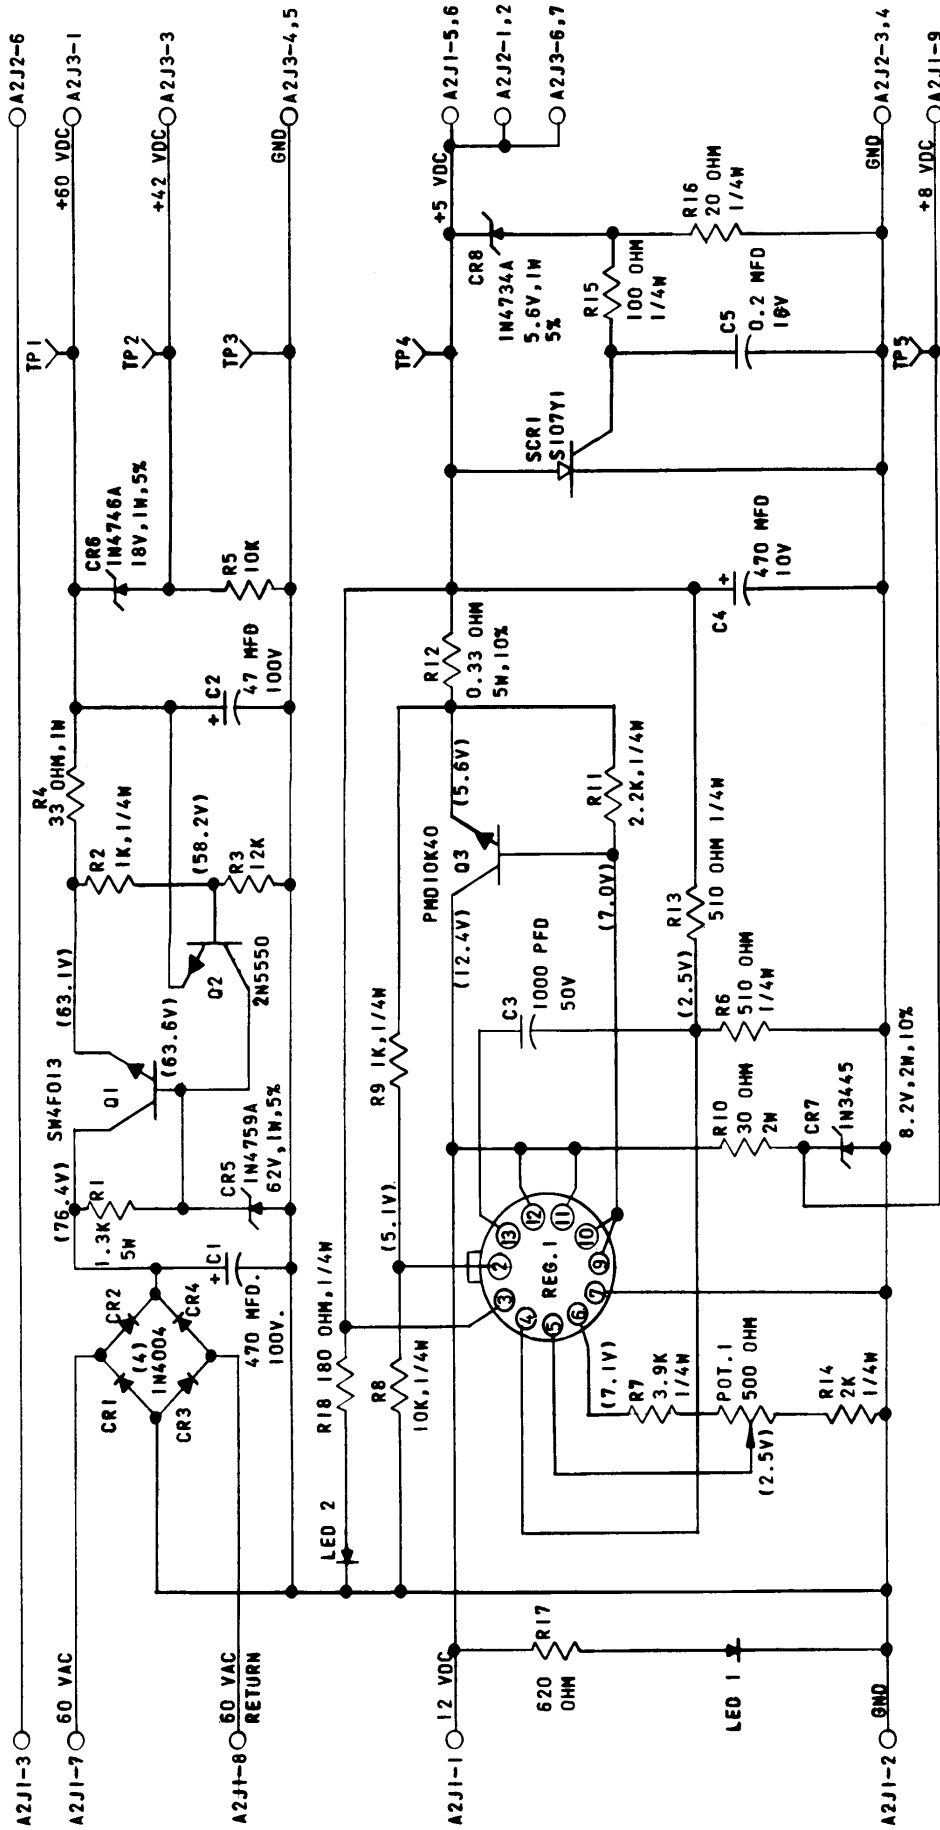 A2J1-3
A2J2-6
A2J1-7
60 VAC
A2J1-8
60 VAC
RETURN
CR1
CR2
CR3
CR4
(4)
1N4004
+ C1
470 MFD.
100V.
(76.4V)
R1
1.3K
5W
CR5
1N4759A
62V,1W,5%
SW4F013
Q1
(63.6V)
(63.1V)
Q2
2N5550
R2
1K,1/4W
(58.2V)
R3
12K
R4
33 OHM,1W
+ C2
47 MFD
100V
CR6
1N4746A
18V,1W,5%
R5
10K
TP1
TP2
TP3
+60 VDC
A2J3-1
+42 VDC
A2J3-3
GND
A2J3-4,5
LED 2
R18 180 OHM,1/4W
R8
10K,1/4W
(5.1V)
R9 1K,1/4W
A2J1-1
12 VDC
R17
620
OHM
LED 1
A2J1-2
GND
REG.1
2
3
4
5
6
7
9
10
11
12
13
(7.1V)
R7
3.9K
1/4W
POT.1
500 OHM
(2.5V)
R14
2K
1/4W
R10
30 OHM
2W
CR7
1N3445
8.2V,2W,10%
C3
1000 PFD
50V
(2.5V)
R6
510 OHM
1/4W
R13
510 OHM 1/4W
(12.4V)
PMD10K40
Q3
(7.0V)
(5.6V)
R11
2.2K,1/4W
R12
0.33 OHM
5W,10%
C4
+
470 MFD
10V
SCR1
S107Y1
TP4
CR8
1N4734A
5.6V,1W
5%
R15
100 OHM
1/4W
C5
0.2 MFD
R16
20 OHM
1/4W
+5 VDC
A2J1-5,6
A2J2-1,2
A2J3-6,7
GND
A2J2-3,4
TP5
+8 VDC
A2J1-9